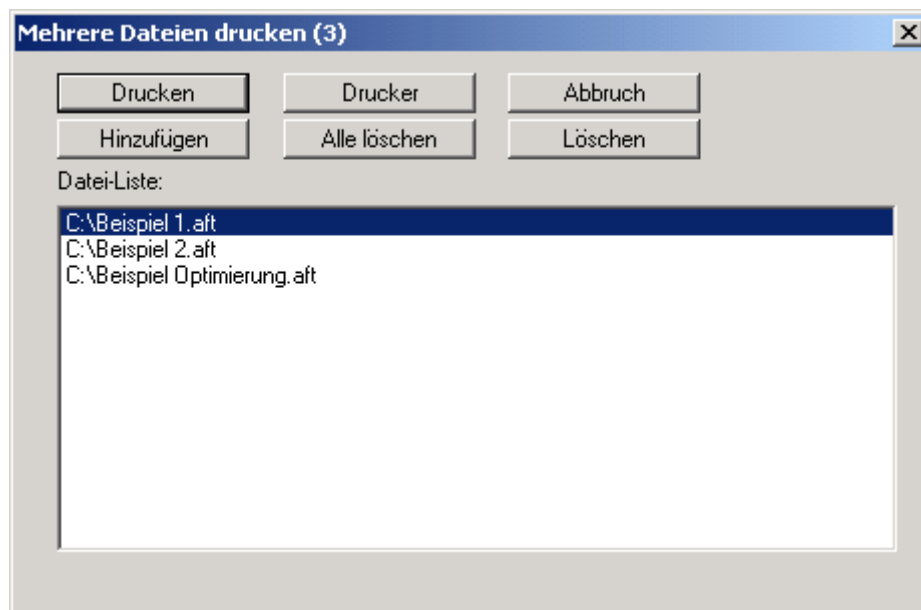 Mehrere Dateien drucken (3)
Drucken Drucker Abbruch
Hinzufügen Alle löschen Löschen
Datei-Liste:
C:\Beispiel 1.aft
C:\Beispiel 2.aft
C:\Beispiel Optimierung.aft